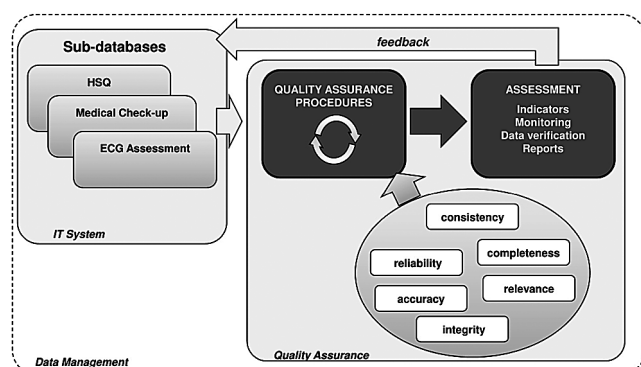 feedback
Sub-databases
HSQ
Medical Check-up
ECG Assessment
IT System
QUALITY ASSURANCE
PROCEDURES
ASSESSMENT
Indicators
Monitoring
Data verification
Reports
consistency
completeness
reliability
relevance
accuracy
integrity
Quality Assurance
Data Management